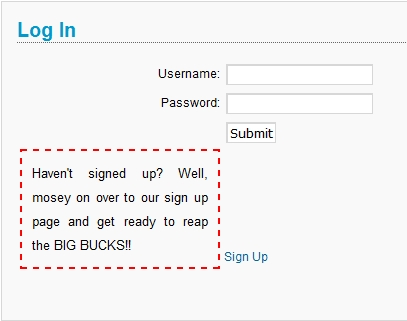 Log In
Username:
Password:
Submit
Haven't signed up? Well,
mosey on over to our sign up
page and get ready to reap
the BIG BUCKS!!
Sign Up